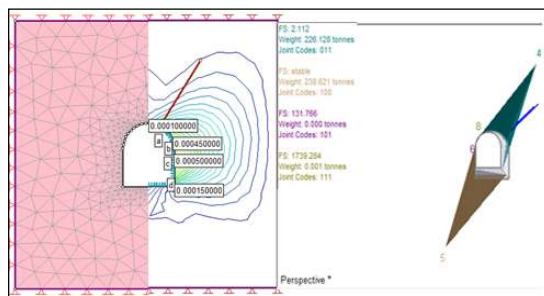 0.000100000
a
b
0.000450000
c
0.000500000
d
0.000150000
FS: 2.112
Weight: 226.128 tonnes
Joint Codes: 011
FS: stable
Weight: 238.621 tonnes
Joint Codes: 100
FS: 131.766
Weight: 0.000 tonnes
Joint Codes: 101
FS: 1739.284
Weight: 0.001 tonnes
Joint Codes: 111
4
8
6
5
Perspective *